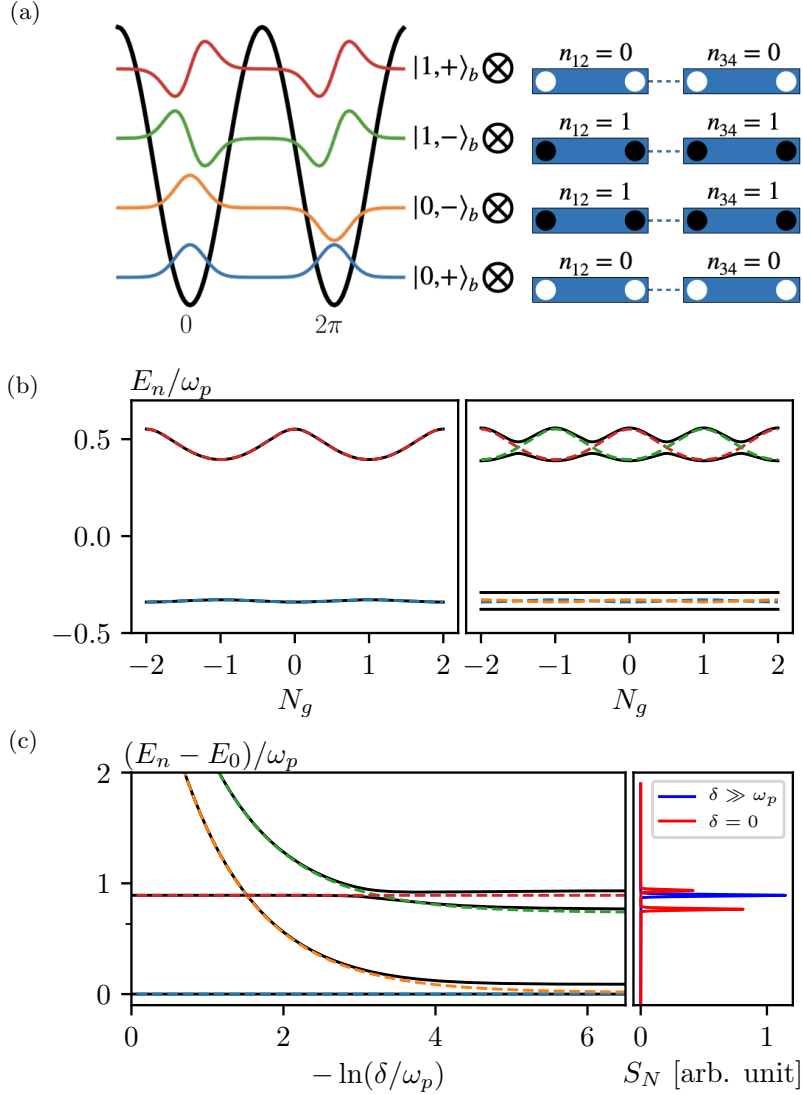 (a)
|1,+⟩_b ⊗ n_12 = 0 n_34 = 0
|1,−⟩_b ⊗ n_12 = 1 n_34 = 1
|0,−⟩_b ⊗ n_12 = 1 n_34 = 1
|0,+⟩_b ⊗ n_12 = 0 n_34 = 0
0 2π
(b)
E_n/ω_p
0.5
0.0
−0.5
−2 −1 0 1 2 −2 −1 0 1 2
N_g N_g
(c)
(E_n − E_0)/ω_p
2
1
0
δ ≫ ω_p
δ = 0
0 2 4 6 0 1
− ln(δ/ω_p) S_N [arb. unit]